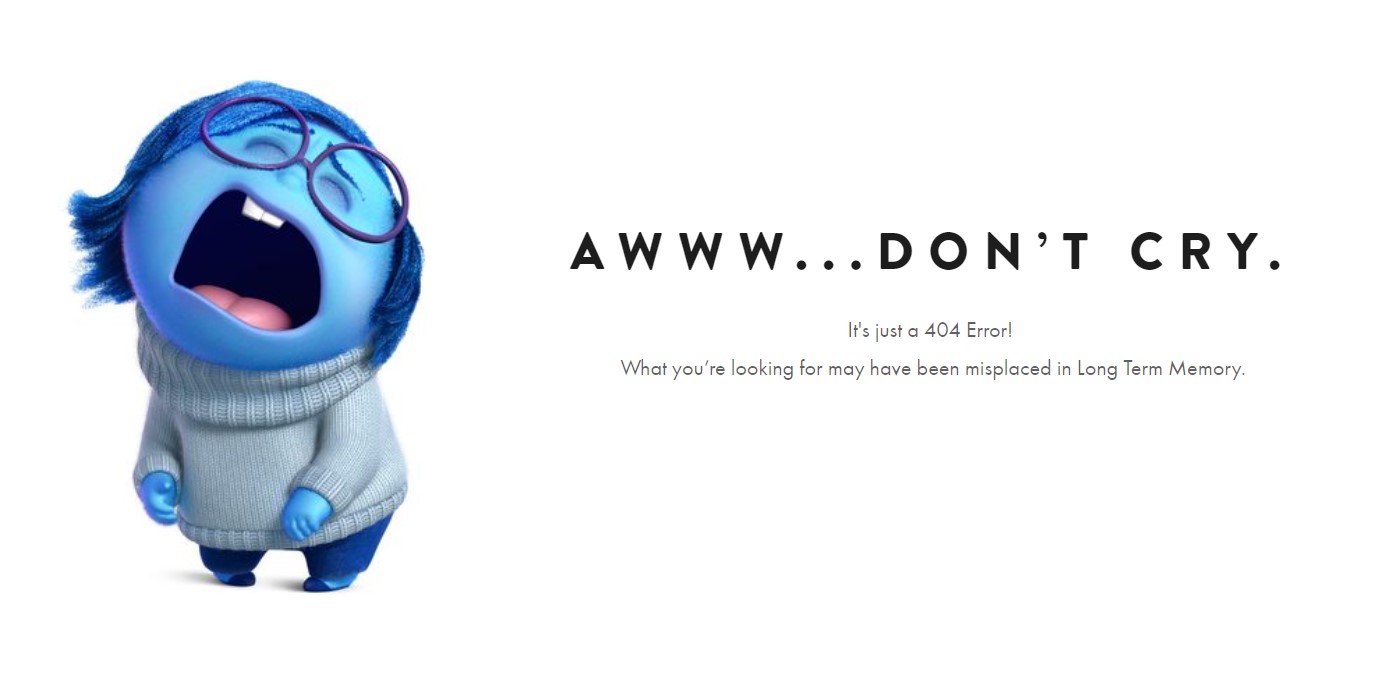 AWWW...DON’T CRY.
It's just a 404 Error!
What you’re looking for may have been misplaced in Long Term Memory.